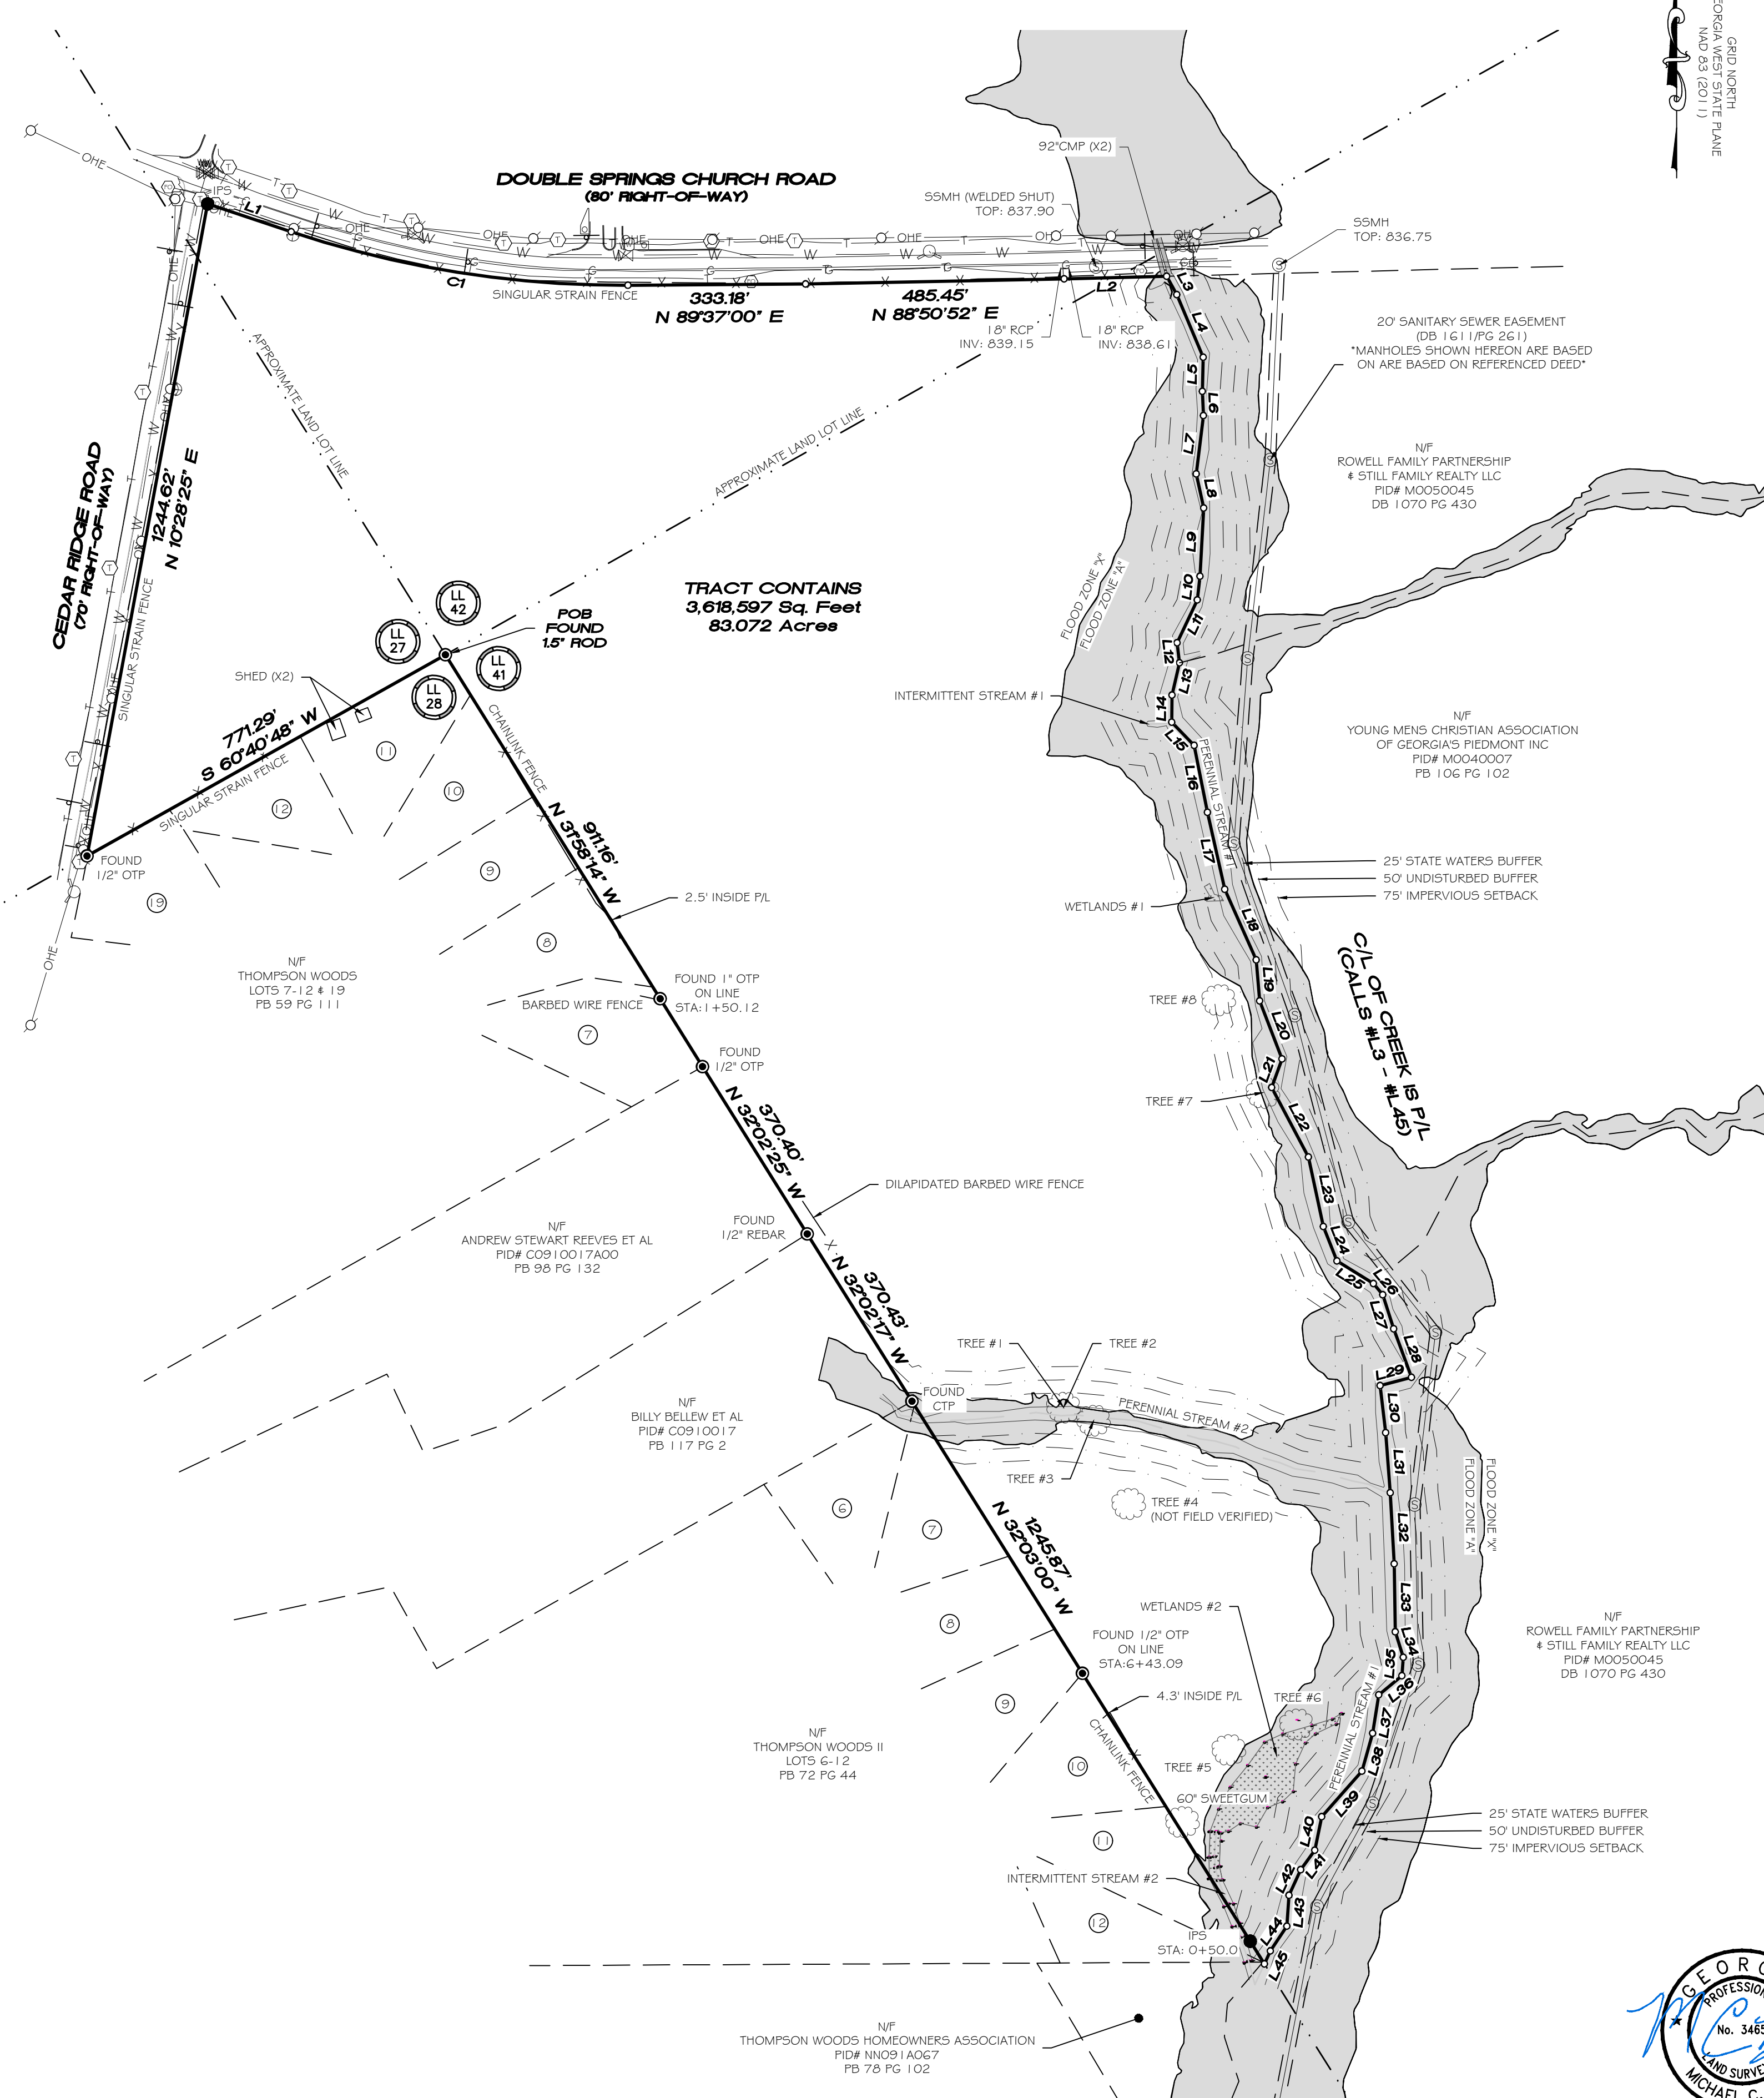 GRID NORTH
GEORGIA WEST STATE PLANE
NAD 83 (2011)
DOUBLE SPRINGS CHURCH ROAD
(80' RIGHT-OF-WAY)
92"CMP (X2)
SSMH (WELDED SHUT)
TOP: 837.90
SSMH
TOP: 836.75
IPS
L1
C1
SINGULAR STRAIN FENCE
333.18'
N 89°37'00" E
485.45'
N 88°50'52" E
L2
18" RCP
INV: 839.15
18" RCP
INV: 838.61
20' SANITARY SEWER EASEMENT
(DB 1611/PG 261)
*MANHOLES SHOWN HEREON ARE BASED
ON ARE BASED ON REFERENCED DEED*
N/F
ROWELL FAMILY PARTNERSHIP
& STILL FAMILY REALTY LLC
PID# M0050045
DB 1070 PG 430
CEDAR RIDGE ROAD
(70' RIGHT-OF-WAY)
1244.62'
N 10°28'25" E
SINGULAR STRAIN FENCE
APPROXIMATE LAND LOT LINE
APPROXIMATE LAND LOT LINE
TRACT CONTAINS
3,618,597 Sq. Feet
83.072 Acres
POB
FOUND
1.5" ROD
LL
42
LL
27
LL
41
LL
28
SHED (X2)
771.29'
S 60°40'48" W
SINGULAR STRAIN FENCE
FOUND
1/2" OTP
OHE
11
12
10
19
9
8
7
CHAINLINK FENCE
911.16'
N 31°58'14" W
2.5' INSIDE P/L
N/F
THOMPSON WOODS
LOTS 7-12 & 19
PB 59 PG 111
BARBED WIRE FENCE
FOUND 1" OTP
ON LINE
STA:1+50.12
FOUND
1/2" OTP
370.40'
N 32°02'25" W
DILAPIDATED BARBED WIRE FENCE
FOUND
1/2" REBAR
N/F
ANDREW STEWART REEVES ET AL
PID# C0910017A00
PB 98 PG 132
370.43'
N 32°02'17" W
FOUND
CTP
N/F
BILLY BELLEW ET AL
PID# C0910017
PB 117 PG 2
L3
L4
L5
L6
L7
L8
L9
L10
L11
L12
L13
L14
L15
L16
L17
L18
L19
L20
L21
L22
L23
L24
L25
L26
L27
L28
L29
L30
L31
L32
L33
L34
L35
L36
L37
L38
L39
L40
L41
L42
L43
L44
L45
FLOOD ZONE "X"
FLOOD ZONE "A"
INTERMITTENT STREAM #1
PERENNIAL STREAM #1
WETLANDS #1
N/F
YOUNG MENS CHRISTIAN ASSOCIATION
OF GEORGIA'S PIEDMONT INC
PID# M0040007
PB 106 PG 102
25' STATE WATERS BUFFER
50' UNDISTURBED BUFFER
75' IMPERVIOUS SETBACK
C/L OF CREEK IS P/L
(CALLS #L3 - #L45)
TREE #8
TREE #7
TREE #1
TREE #2
PERENNIAL STREAM #2
TREE #3
TREE #4
(NOT FIELD VERIFIED)
FLOOD ZONE "X"
FLOOD ZONE "A"
6
7
8
9
10
11
12
1245.87'
N 32°03'00" W
WETLANDS #2
FOUND 1/2" OTP
ON LINE
STA:6+43.09
4.3' INSIDE P/L
CHAINLINK FENCE
TREE #6
TREE #5
60" SWEETGUM
PERENNIAL STREAM #1
N/F
ROWELL FAMILY PARTNERSHIP
& STILL FAMILY REALTY LLC
PID# M0050045
DB 1070 PG 430
N/F
THOMPSON WOODS II
LOTS 6-12
PB 72 PG 44
25' STATE WATERS BUFFER
50' UNDISTURBED BUFFER
75' IMPERVIOUS SETBACK
INTERMITTENT STREAM #2
IPS
STA: 0+50.0
N/F
THOMPSON WOODS HOMEOWNERS ASSOCIATION
PID# NN091A067
PB 78 PG 102
GEORG
PROFESSION
No. 3465
LAND SURVE
MICHAEL C.